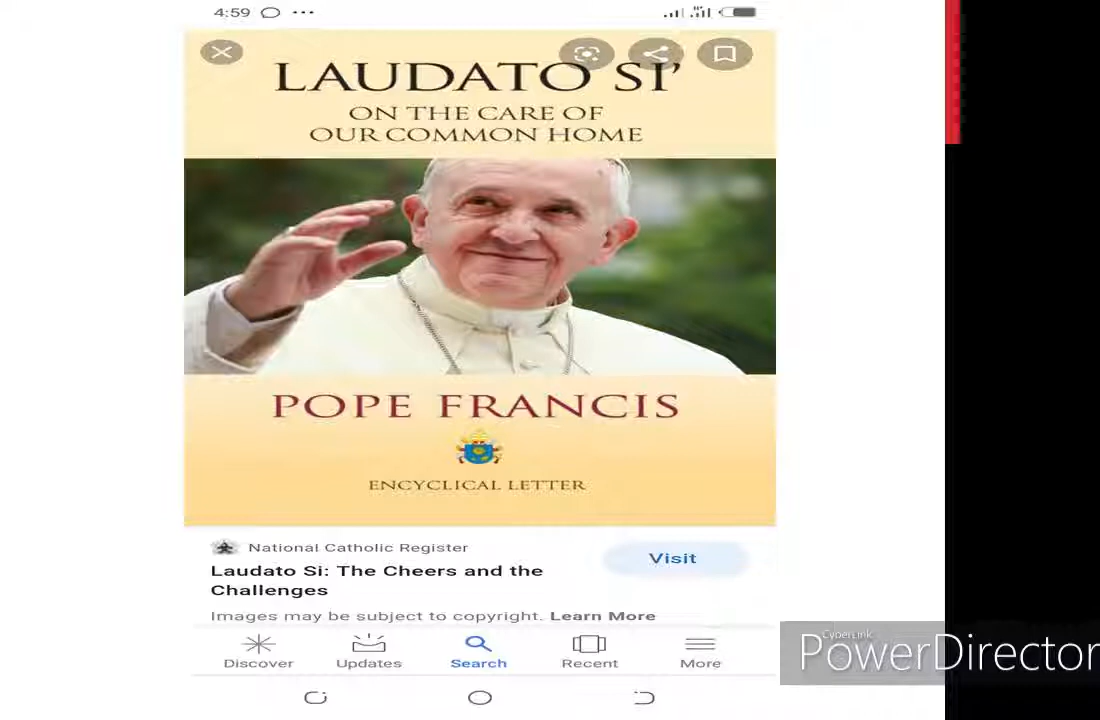 4:59
LAUDATO SI'
ON THE CARE OF
OUR COMMON HOME
POPE FRANCIS
ENCYCLICAL LETTER
National Catholic Register
Visit
Laudato Si: The Cheers and the
Challenges
Images may be subject to copyright. Learn More
Discover Updates Search Recent More
CyberLink
PowerDirector